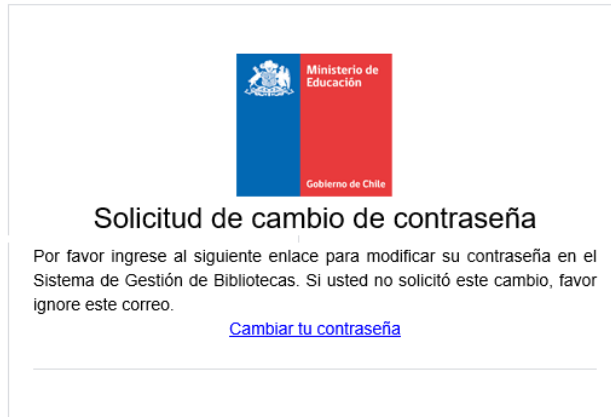 Ministerio de
Educación
Gobierno de Chile
Solicitud de cambio de contraseña
Por favor ingrese al siguiente enlace para modificar su contraseña en el
Sistema de Gestión de Bibliotecas. Si usted no solicitó este cambio, favor
ignore este correo.
Cambiar tu contraseña